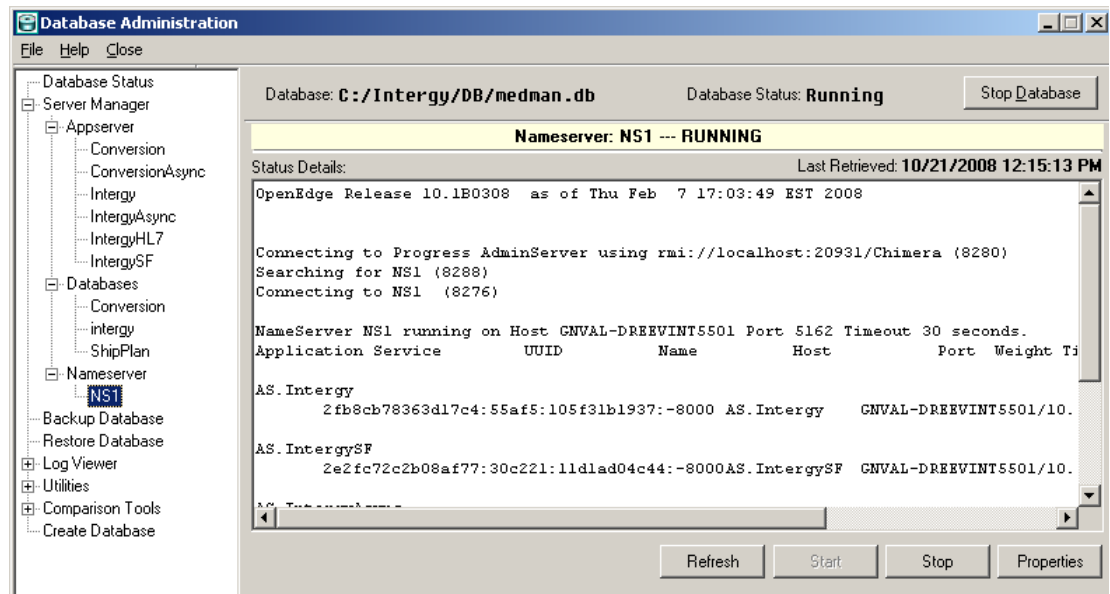 Database Administration
File Help Close
Database Status
Server Manager
Appserver
Conversion
ConversionAsync
Intergy
IntergyAsync
IntergyHL7
IntergySF
Databases
Conversion
intergy
ShipPlan
Nameserver
NS1
Backup Database
Restore Database
Log Viewer
Utilities
Comparison Tools
Create Database
Database: C:/Intergy/DB/medman.db Database Status: Running Stop Database
Nameserver: NS1 --- RUNNING
Status Details: Last Retrieved: 10/21/2008 12:15:13 PM
OpenEdge Release 10.1B0308 as of Thu Feb 7 17:03:49 EST 2008
Connecting to Progress AdminServer using rmi://localhost:20931/Chimera (8280)
Searching for NS1 (8288)
Connecting to NS1 (8276)
NameServer NS1 running on Host GNVAL-DREEVINT5501 Port 5162 Timeout 30 seconds.
Application Service UUID Name Host Port Weight Ti
AS.Intergy
2fb8cb78363d17c4:55af5:105f31b1937:-8000 AS.Intergy GNVAL-DREEVINT5501/10.
AS.IntergySF
2e2fc72c2b08af77:30c221:11d1ad04c44:-8000AS.IntergySF GNVAL-DREEVINT5501/10.
Refresh Start Stop Properties